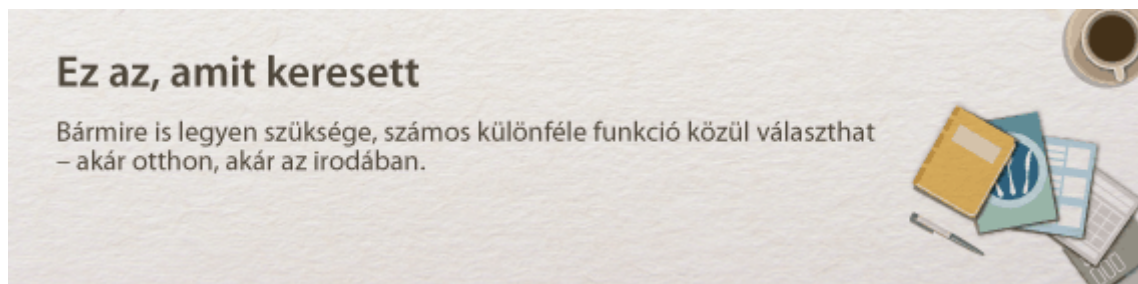 Ez az, amit keresett
Bármire is legyen szüksége, számos különféle funkció közül választhat
– akár otthon, akár az irodában.